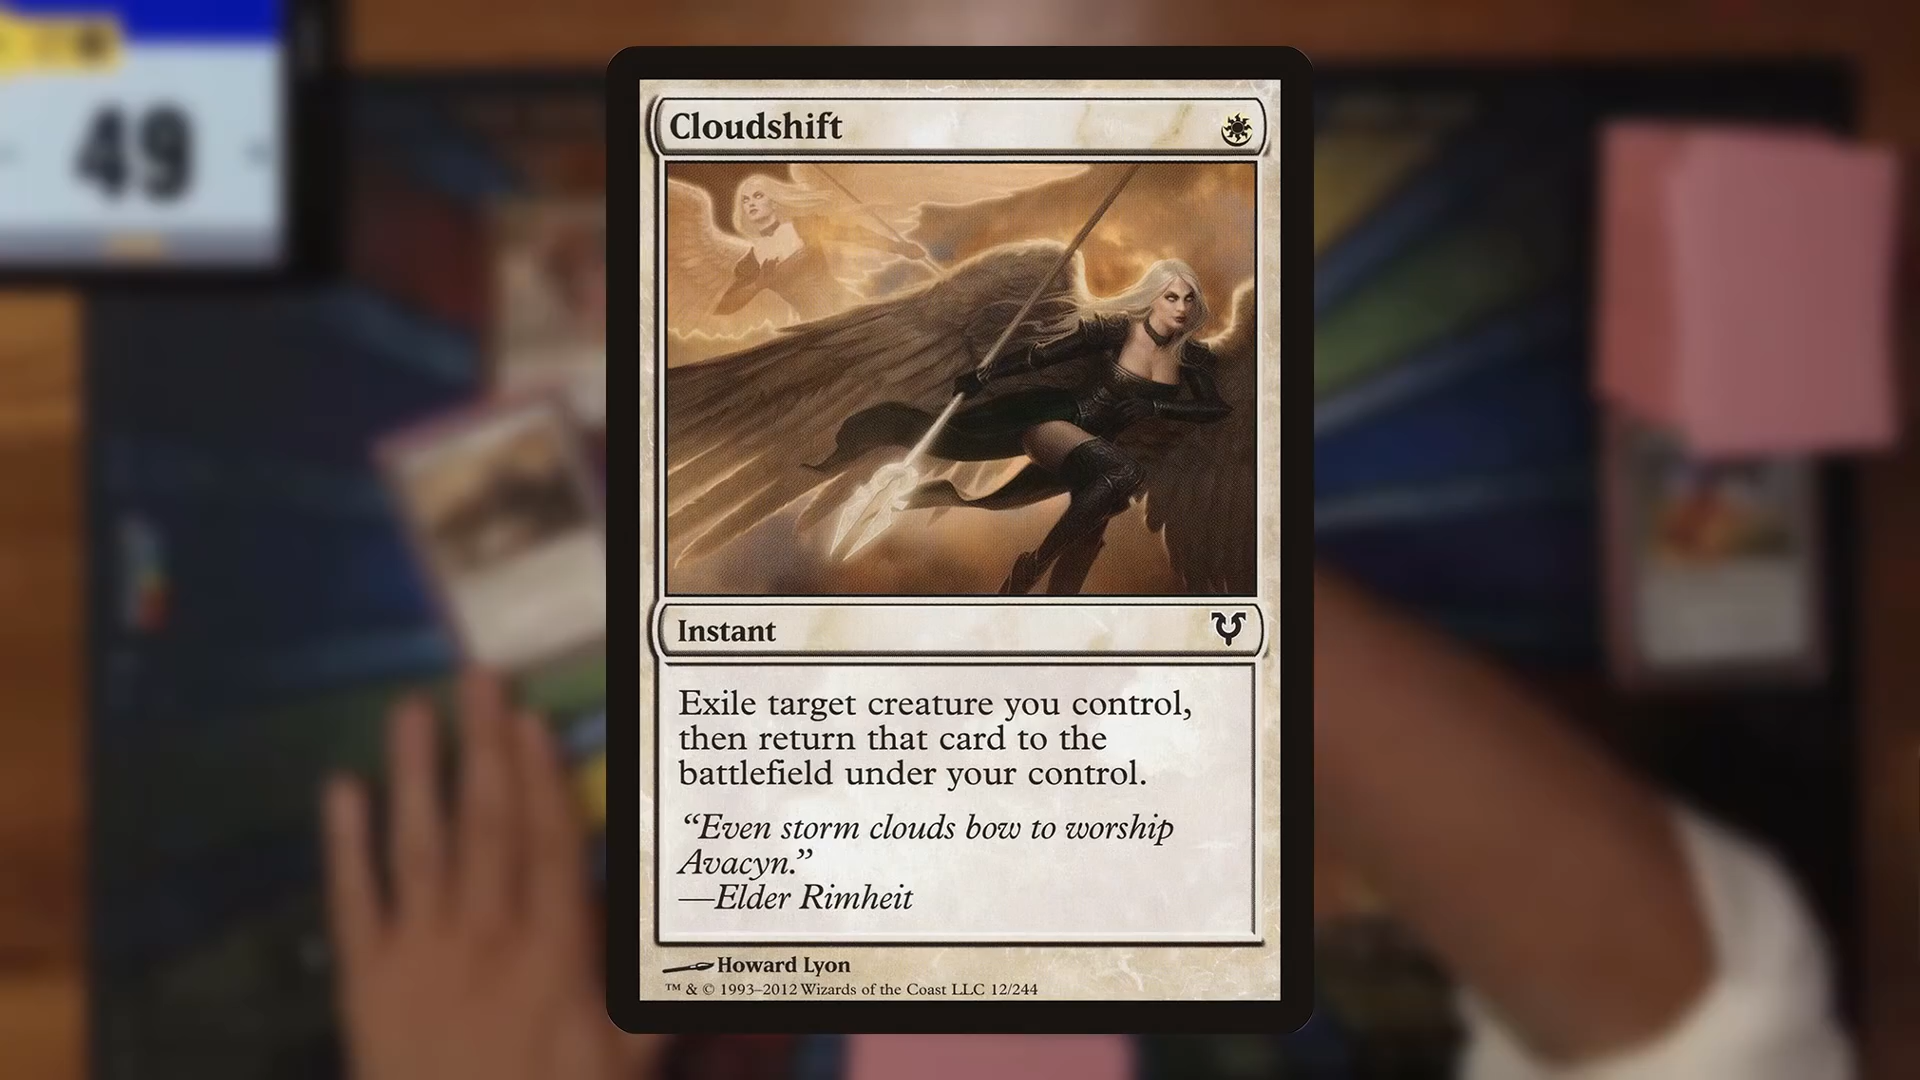 49
Cloudshift
Instant
Exile target creature you control,
then return that card to the
battlefield under your control.
“Even storm clouds bow to worship
Avacyn.”
—Elder Rimheit
Howard Lyon
™ & © 1993–2012 Wizards of the Coast LLC 12/244